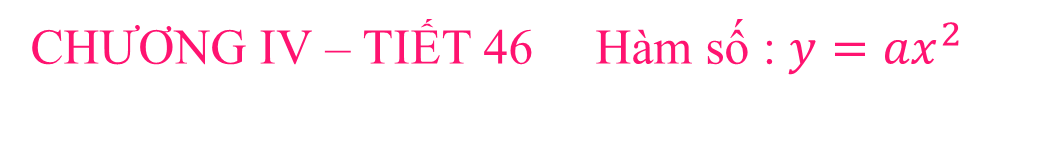 CHƯƠNG IV – TIẾT 46 Hàm số : y = ax²